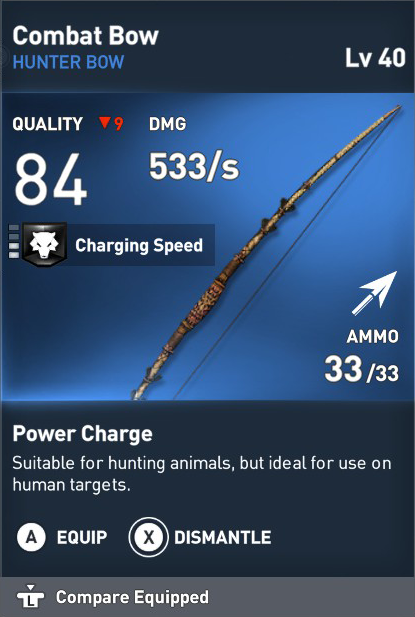 Combat Bow
HUNTER BOW
Lv 40
QUALITY ▼9 DMG
84 533/s
Charging Speed
AMMO
33/33
Power Charge
Suitable for hunting animals, but ideal for use on
human targets.
A EQUIP X DISMANTLE
L Compare Equipped